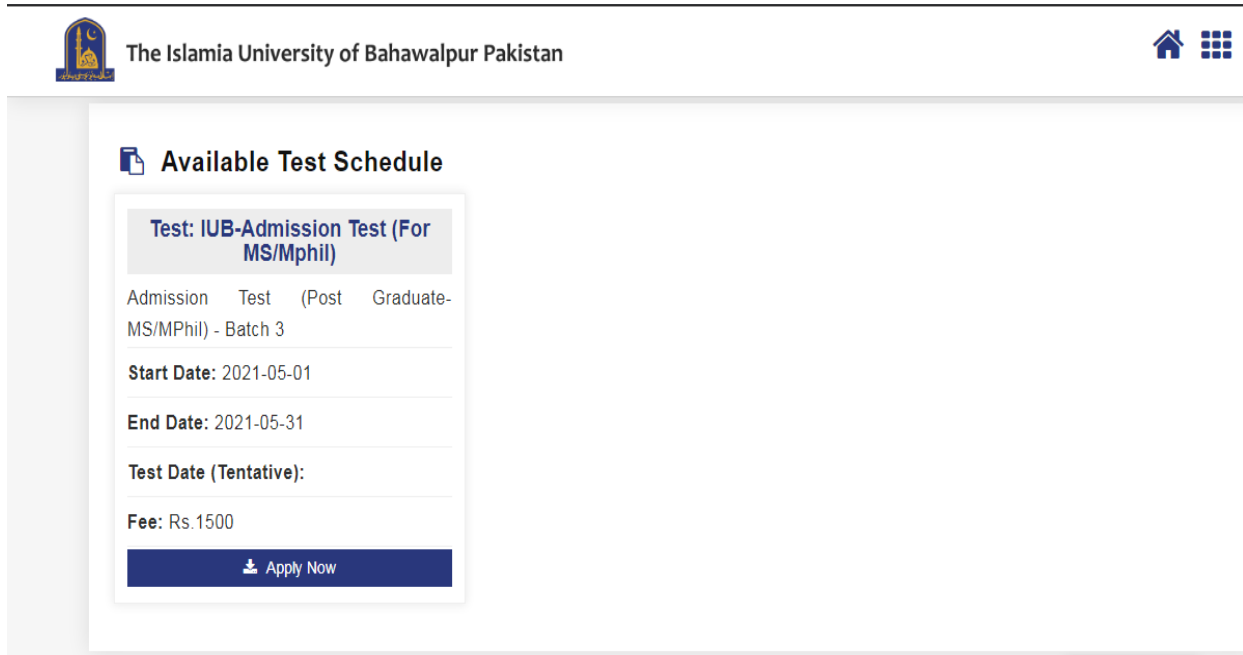 The Islamia University of Bahawalpur Pakistan
Available Test Schedule
Test: IUB-Admission Test (For
MS/Mphil)
Admission Test (Post Graduate-
MS/MPhil) - Batch 3
Start Date: 2021-05-01
End Date: 2021-05-31
Test Date (Tentative):
Fee: Rs.1500
Apply Now